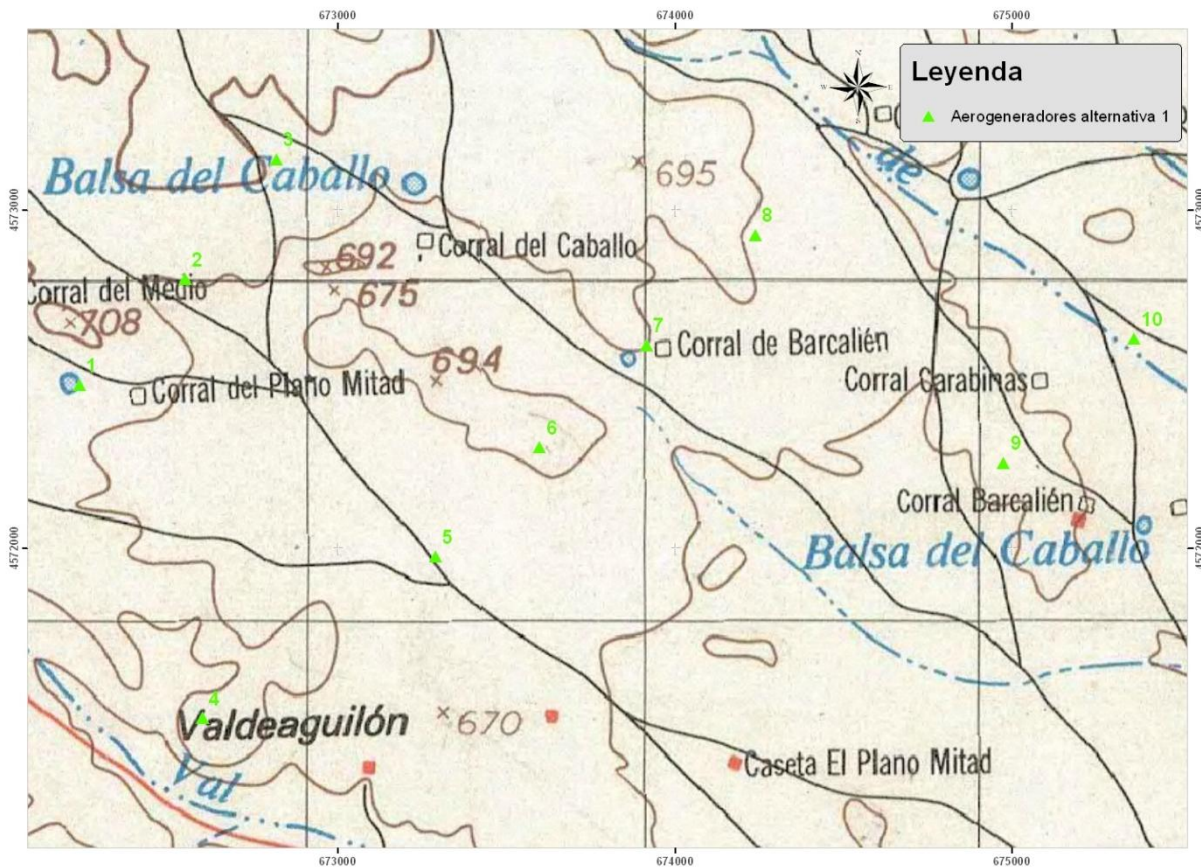 673000
674000
675000
Leyenda
N
W
E
S
Aerogeneradores alternativa 1
3
Balsa del Caballo
de
695
4573000
4573000
8
692
Corral del Caballo
2
Corral del Medio
675
708
7
Corral de Barcalién
10
694
1
Corral del Plano Mitad
Corral Carabinas
6
9
Corral Barcalién
4572000
4572000
5
Balsa del Caballo
4
Valdeaguilón
670
Val
Caseta El Plano Mitad
673000
674000
675000